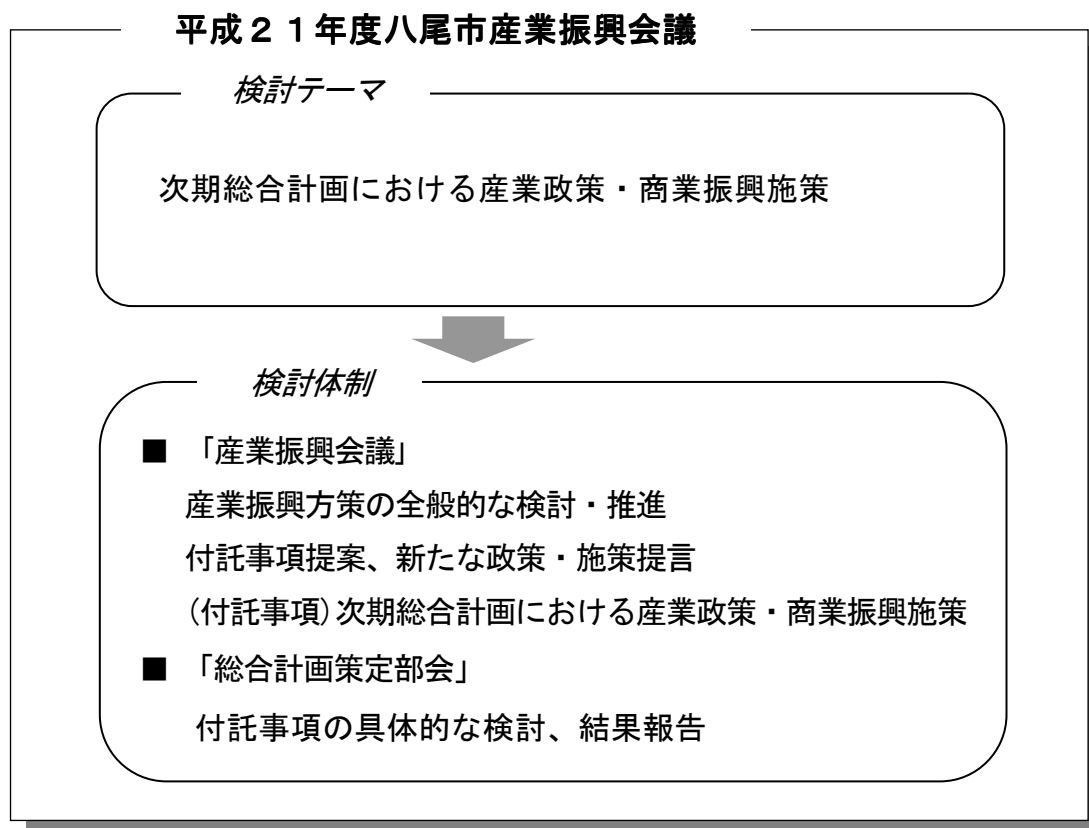 平成２１年度八尾市産業振興会議
検討テーマ
次期総合計画における産業政策・商業振興施策
検討体制
■ 「産業振興会議」
産業振興方策の全般的な検討・推進
付託事項提案、新たな政策・施策提言
(付託事項)次期総合計画における産業政策・商業振興施策
■ 「総合計画策定部会」
付託事項の具体的な検討、結果報告